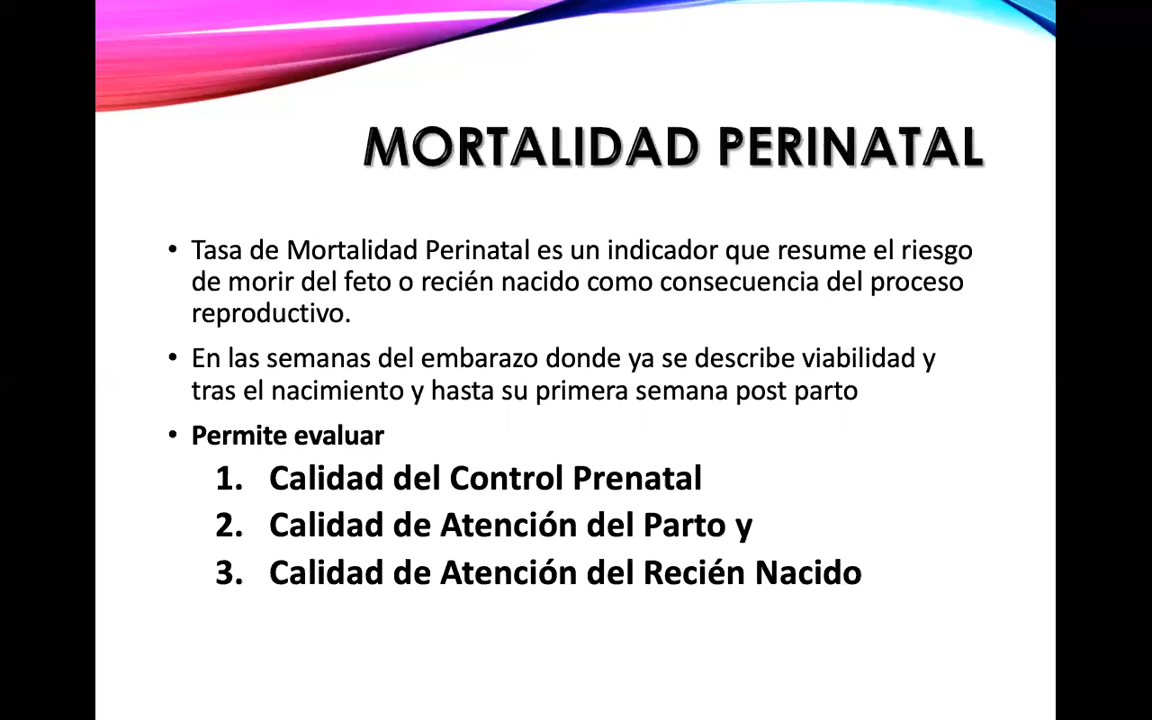 MORTALIDAD PERINATAL
• Tasa de Mortalidad Perinatal es un indicador que resume el riesgo
de morir del feto o recién nacido como consecuencia del proceso
reproductivo.
• En las semanas del embarazo donde ya se describe viabilidad y
tras el nacimiento y hasta su primera semana post parto
• Permite evaluar
1. Calidad del Control Prenatal
2. Calidad de Atención del Parto y
3. Calidad de Atención del Recién Nacido